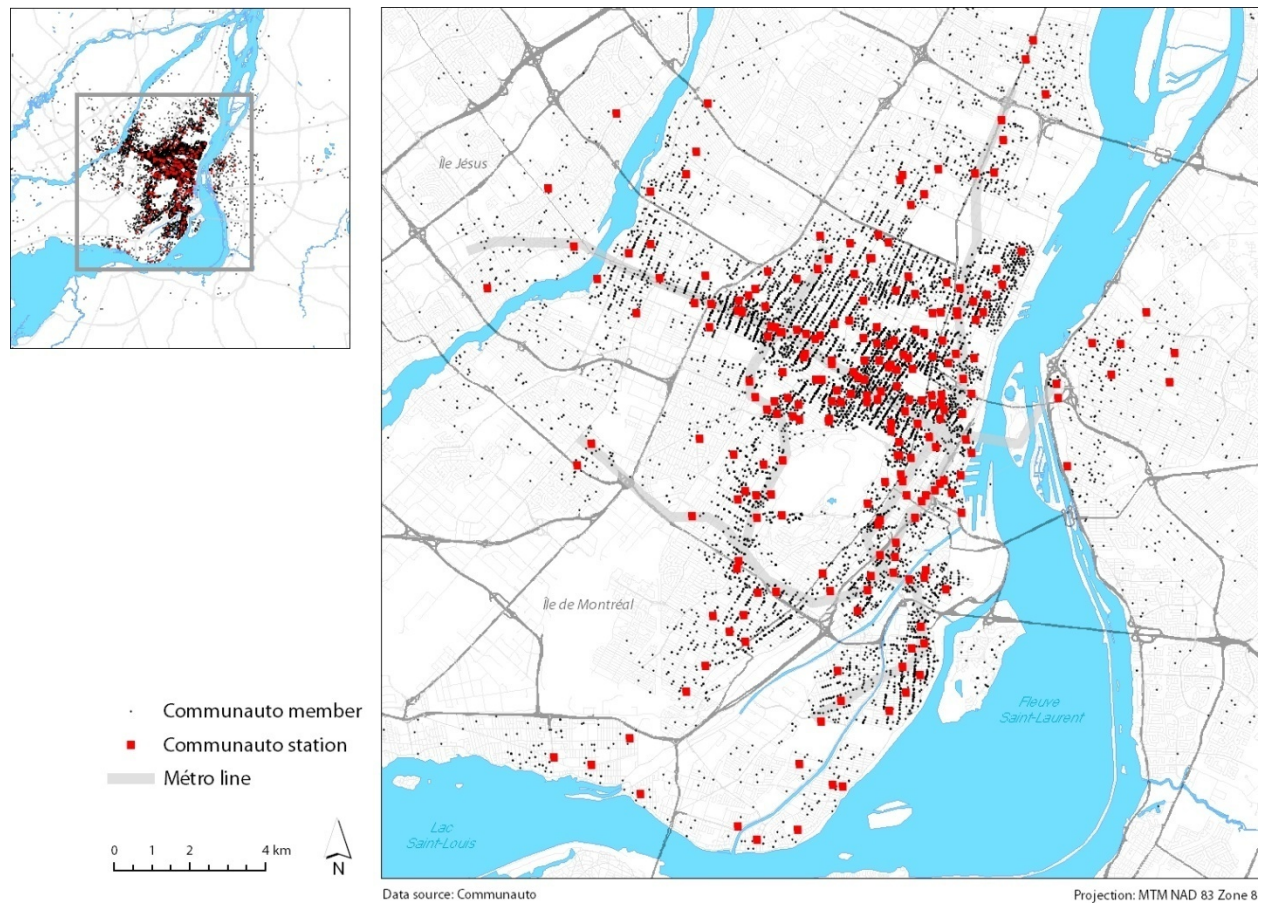 Île Jésus
Île de Montréal
Fleuve
Saint-Laurent
Lac
Saint-Louis
Communauto member
Communauto station
Métro line
0 1 2 4 km
N
Data source: Communauto
Projection: MTM NAD 83 Zone 8